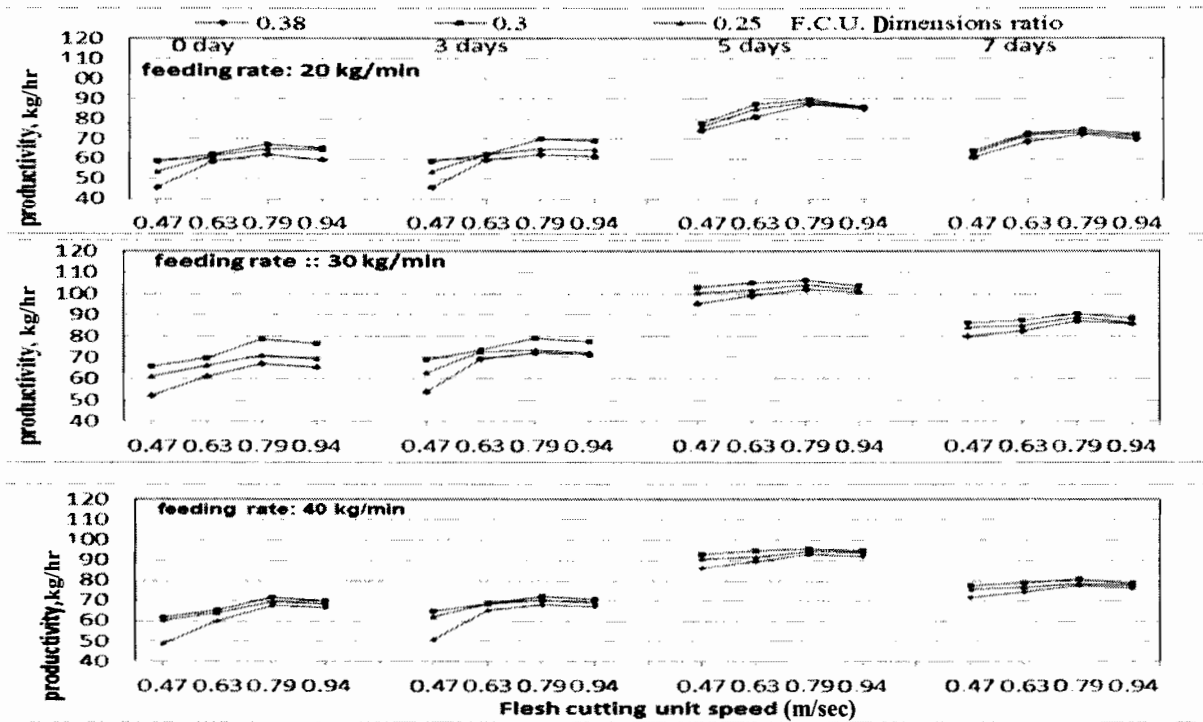 0.38 0.3 0.25 F.C.U. Dimensions ratio
0 day 3 days 5 days 7 days
feeding rate: 20 kg/min
productivity, kg/hr
120
110
00
90
80
70
60
50
40
0.47 0.63 0.79 0.94 0.47 0.63 0.79 0.94 0.47 0.63 0.79 0.94 0.47 0.63 0.79 0.94
feeding rate :: 30 kg/min
productivity, kg/hr
120
110
100
90
80
70
60
50
40
0.47 0.63 0.79 0.94 0.47 0.63 0.79 0.94 0.47 0.63 0.79 0.94 0.47 0.63 0.79 0.94
feeding rate: 40 kg/min
productivity, kg/hr
120
110
100
90
80
70
60
50
40
0.47 0.63 0.79 0.94 0.47 0.63 0.79 0.94 0.47 0.63 0.79 0.94 0.47 0.63 0.79 0.94
Flesh cutting unit speed (m/sec)